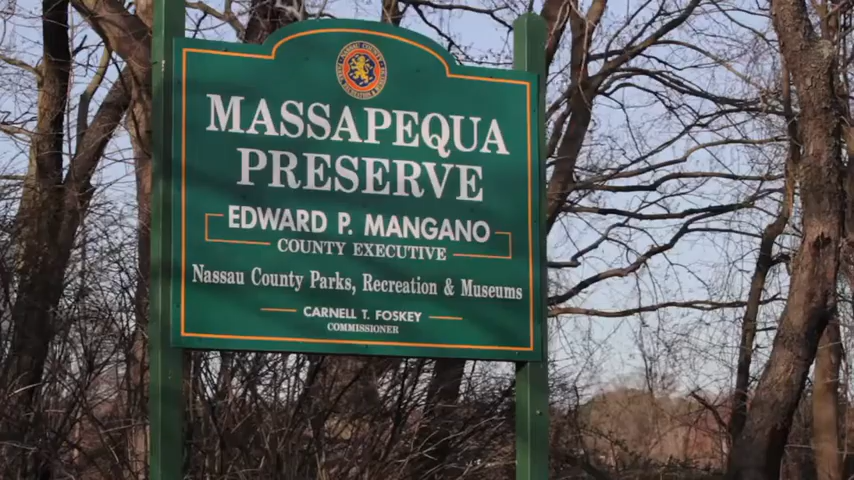 MASSAPEQUA
PRESERVE
EDWARD P. MANGANO
COUNTY EXECUTIVE
Nassau County Parks, Recreation & Museums
CARNELL T. FOSKEY
COMMISSIONER